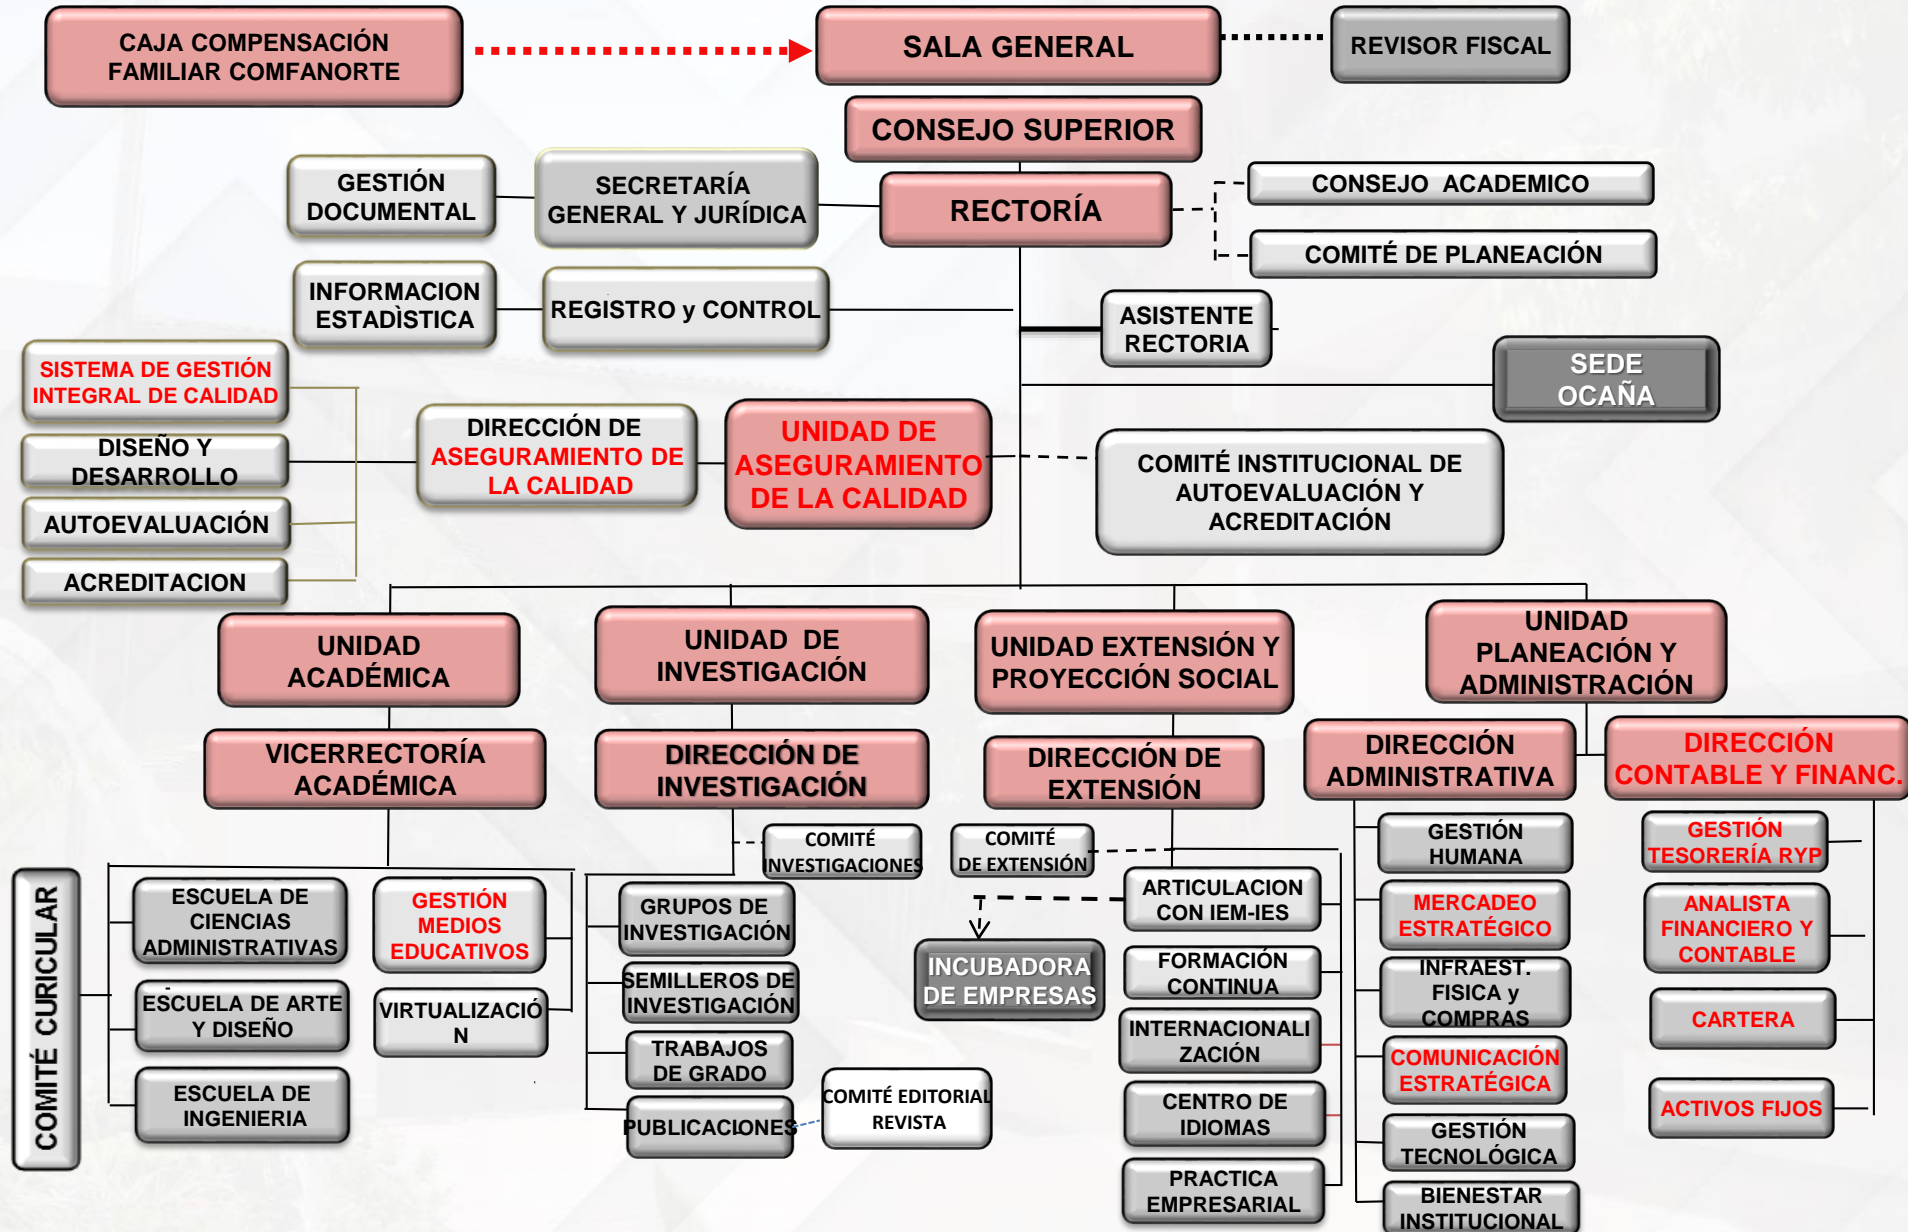 CAJA COMPENSACIÓN
FAMILIAR COMFANORTE
SALA GENERAL
REVISOR FISCAL
CONSEJO SUPERIOR
GESTIÓN
DOCUMENTAL
SECRETARÍA
GENERAL Y JURÍDICA
RECTORÍA
CONSEJO ACADEMICO
COMITÉ DE PLANEACIÓN
INFORMACION
ESTADÌSTICA
REGISTRO y CONTROL
ASISTENTE
RECTORIA
SEDE
OCAÑA
SISTEMA DE GESTIÓN
INTEGRAL DE CALIDAD
DISEÑO Y
DESARROLLO
AUTOEVALUACIÓN
ACREDITACION
DIRECCIÓN DE
ASEGURAMIENTO DE
LA CALIDAD
UNIDAD DE
ASEGURAMIENTO
DE LA CALIDAD
COMITÉ INSTITUCIONAL DE
AUTOEVALUACIÓN Y
ACREDITACIÓN
UNIDAD
ACADÉMICA
UNIDAD DE
INVESTIGACIÓN
UNIDAD EXTENSIÓN Y
PROYECCIÓN SOCIAL
UNIDAD
PLANEACIÓN Y
ADMINISTRACIÓN
VICERRECTORÍA
ACADÉMICA
DIRECCIÓN DE
INVESTIGACIÓN
DIRECCIÓN DE
EXTENSIÓN
DIRECCIÓN
ADMINISTRATIVA
DIRECCIÓN
CONTABLE Y FINANC.
COMITÉ CURICULAR
ESCUELA DE
CIENCIAS
ADMINISTRATIVAS
ESCUELA DE ARTE
Y DISEÑO
ESCUELA DE
INGENIERIA
GESTIÓN
MEDIOS
EDUCATIVOS
VIRTUALIZACIÓ
N
COMITÉ
INVESTIGACIONES
GRUPOS DE
INVESTIGACIÓN
SEMILLEROS DE
INVESTIGACIÓN
TRABAJOS
DE GRADO
PUBLICACIONES
COMITÉ EDITORIAL
REVISTA
COMITÉ
DE EXTENSIÓN
INCUBADORA
DE EMPRESAS
ARTICULACION
CON IEM-IES
FORMACIÓN
CONTINUA
INTERNACIONALI
ZACIÓN
CENTRO DE
IDIOMAS
PRACTICA
EMPRESARIAL
GESTIÓN
HUMANA
MERCADEO
ESTRATÉGICO
INFRAEST.
FISICA y
COMPRAS
COMUNICACIÓN
ESTRATÉGICA
GESTIÓN
TECNOLÓGICA
BIENESTAR
INSTITUCIONAL
GESTIÓN
TESORERÍA RYP
ANALISTA
FINANCIERO Y
CONTABLE
CARTERA
ACTIVOS FIJOS